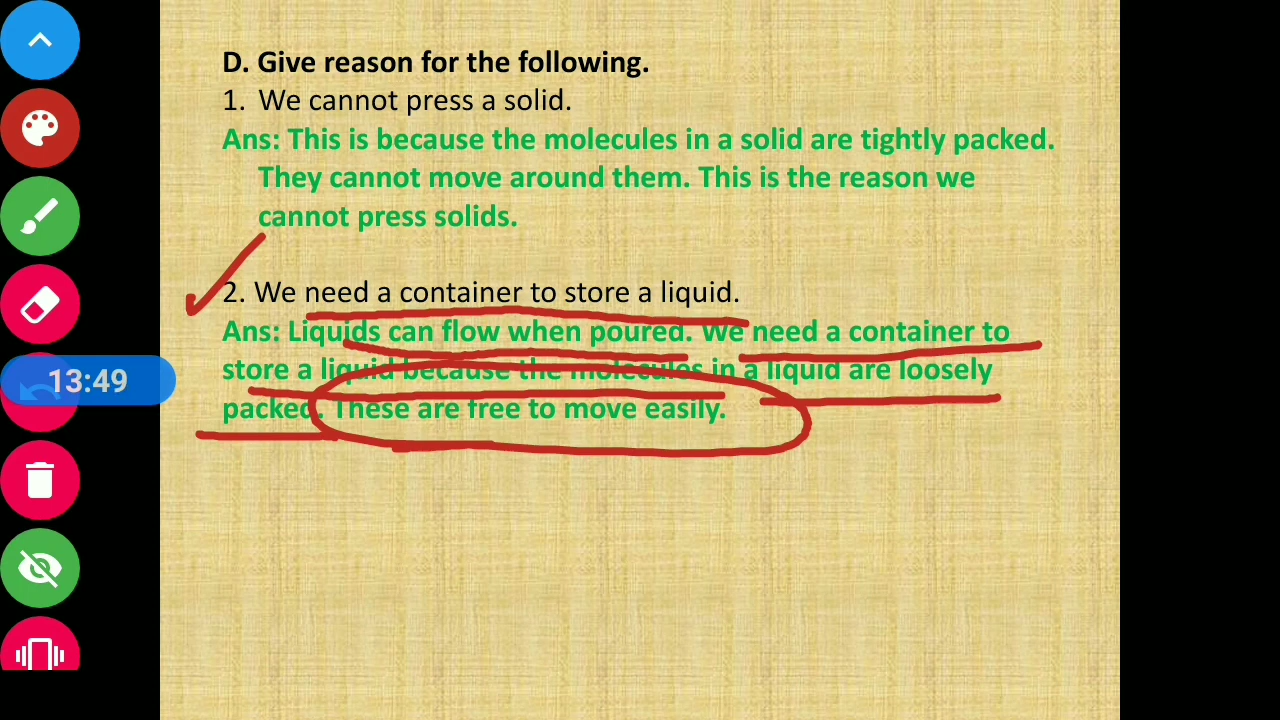 D. Give reason for the following.
1. We cannot press a solid.
Ans: This is because the molecules in a solid are tightly packed.
They cannot move around them. This is the reason we
cannot press solids.
2. We need a container to store a liquid.
Ans: Liquids can flow when poured. We need a container to
store a liquid because the molecules in a liquid are loosely
packed. These are free to move easily.
13:49